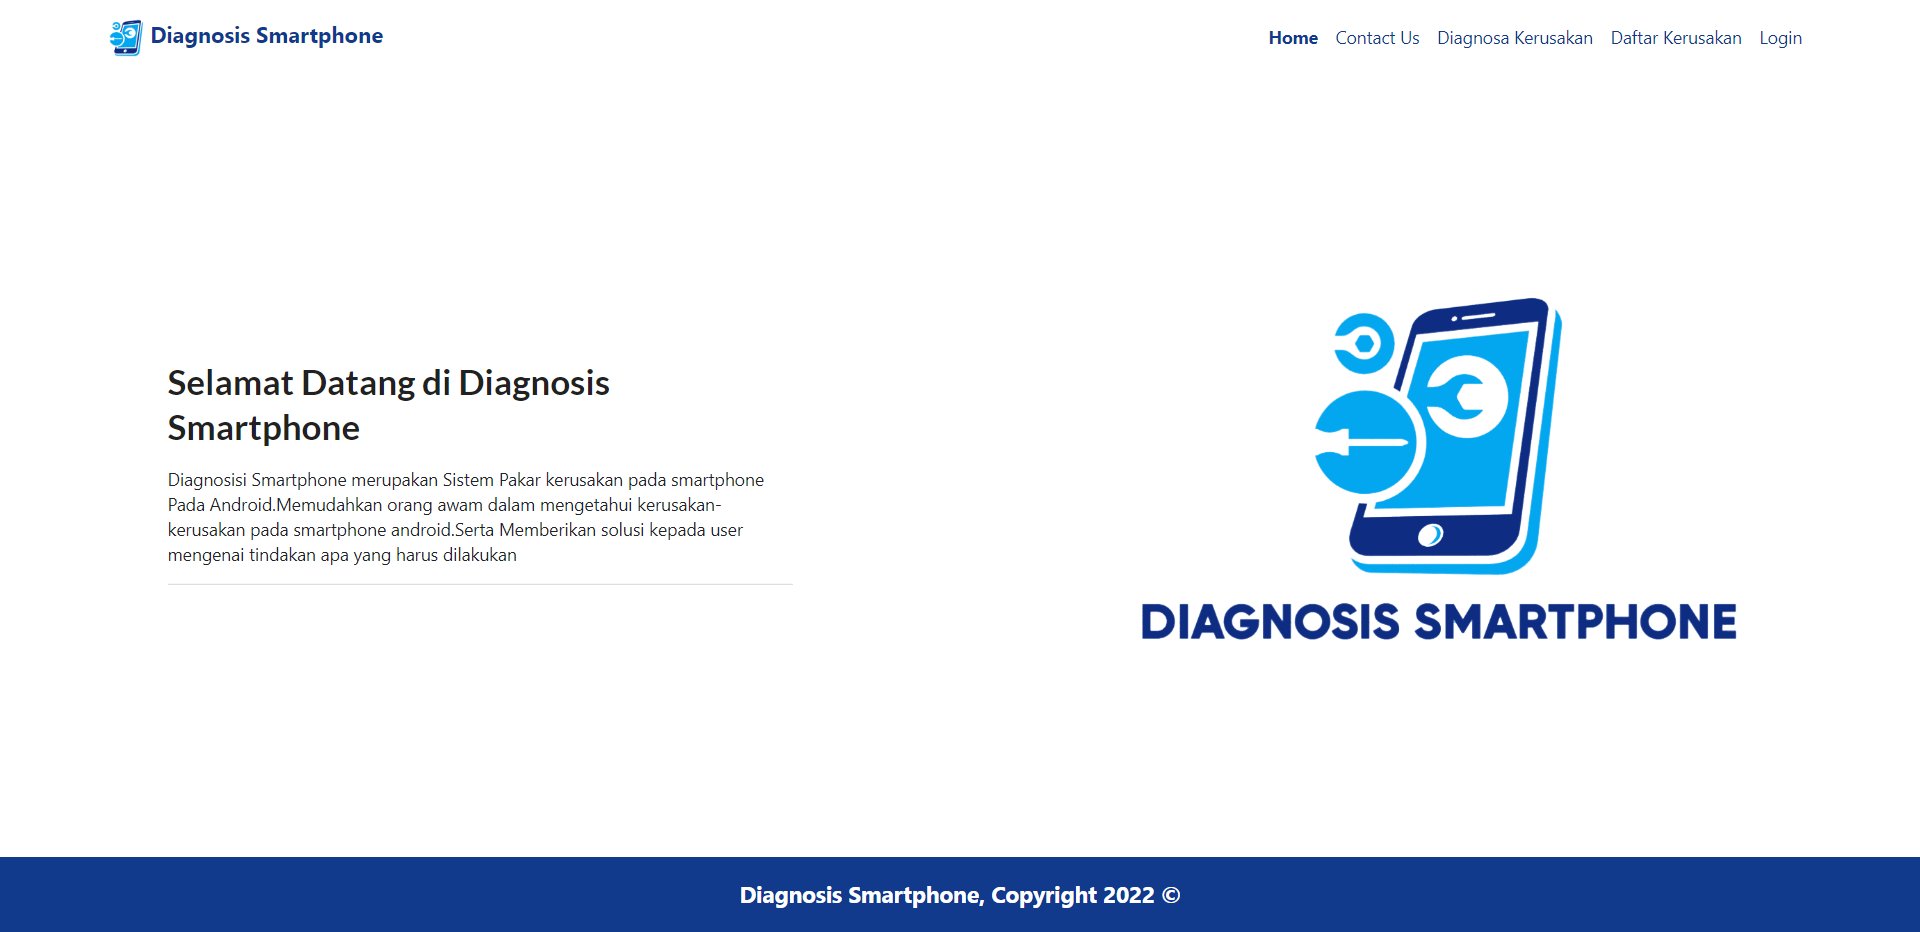 Diagnosis Smartphone
Home Contact Us Diagnosa Kerusakan Daftar Kerusakan Login
Selamat Datang di Diagnosis
Smartphone
Diagnosisi Smartphone merupakan Sistem Pakar kerusakan pada smartphone
Pada Android.Memudahkan orang awam dalam mengetahui kerusakan-
kerusakan pada smartphone android.Serta Memberikan solusi kepada user
mengenai tindakan apa yang harus dilakukan
DIAGNOSIS SMARTPHONE
Diagnosis Smartphone, Copyright 2022 ©